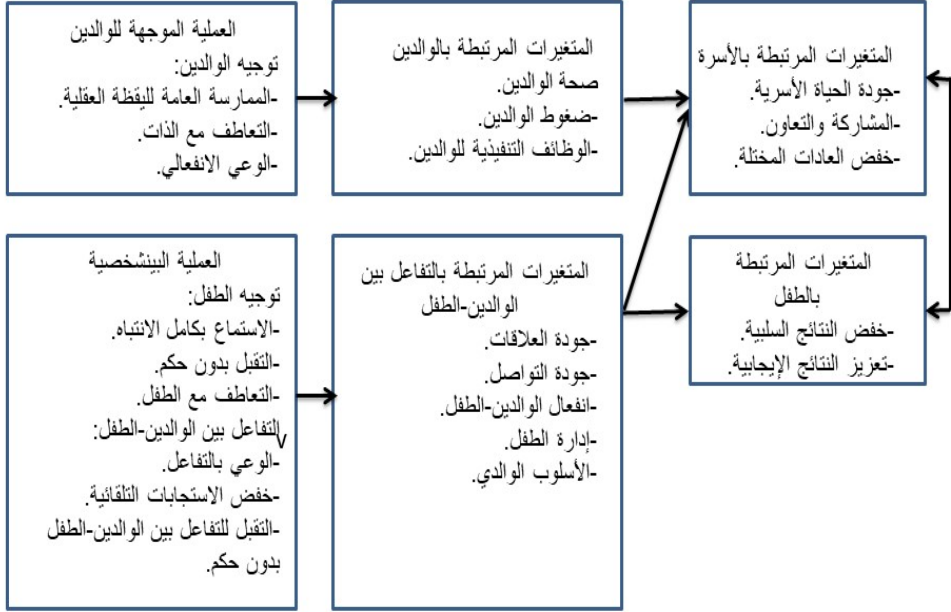 العملية الموجهة للوالدين
توجيه الوالدين:
-الممارسة العامة لليقظة العقلية.
-التعاطف مع الذات.
-الوعي الانفعالي.
المتغيرات المرتبطة بالوالدين
صحة الوالدين.
-ضغوط الوالدين.
-الوظائف التنفيذية للوالدين.
المتغيرات المرتبطة بالأسرة
-جودة الحياة الأسرية.
-المشاركة والتعاون.
-خفض العادات المختلة.
العملية البينشخصية
توجيه الطفل:
-الاستماع بكامل الانتباه.
-التقبل بدون حكم.
-التعاطف مع الطفل.
التفاعل بين الوالدين-الطفل:
-الوعي بالتفاعل.
-خفض الاستجابات التلقائية.
-التقبل للتفاعل بين الوالدين-الطفل
بدون حكم.
المتغيرات المرتبطة بالتفاعل بين
الوالدين-الطفل
-جودة العلاقات.
-جودة التواصل.
-انفعال الوالدين-الطفل.
-إدارة الطفل.
-الأسلوب الوالدي.
المتغيرات المرتبطة
بالطفل
-خفض النتائج السلبية.
-تعزيز النتائج الإيجابية.